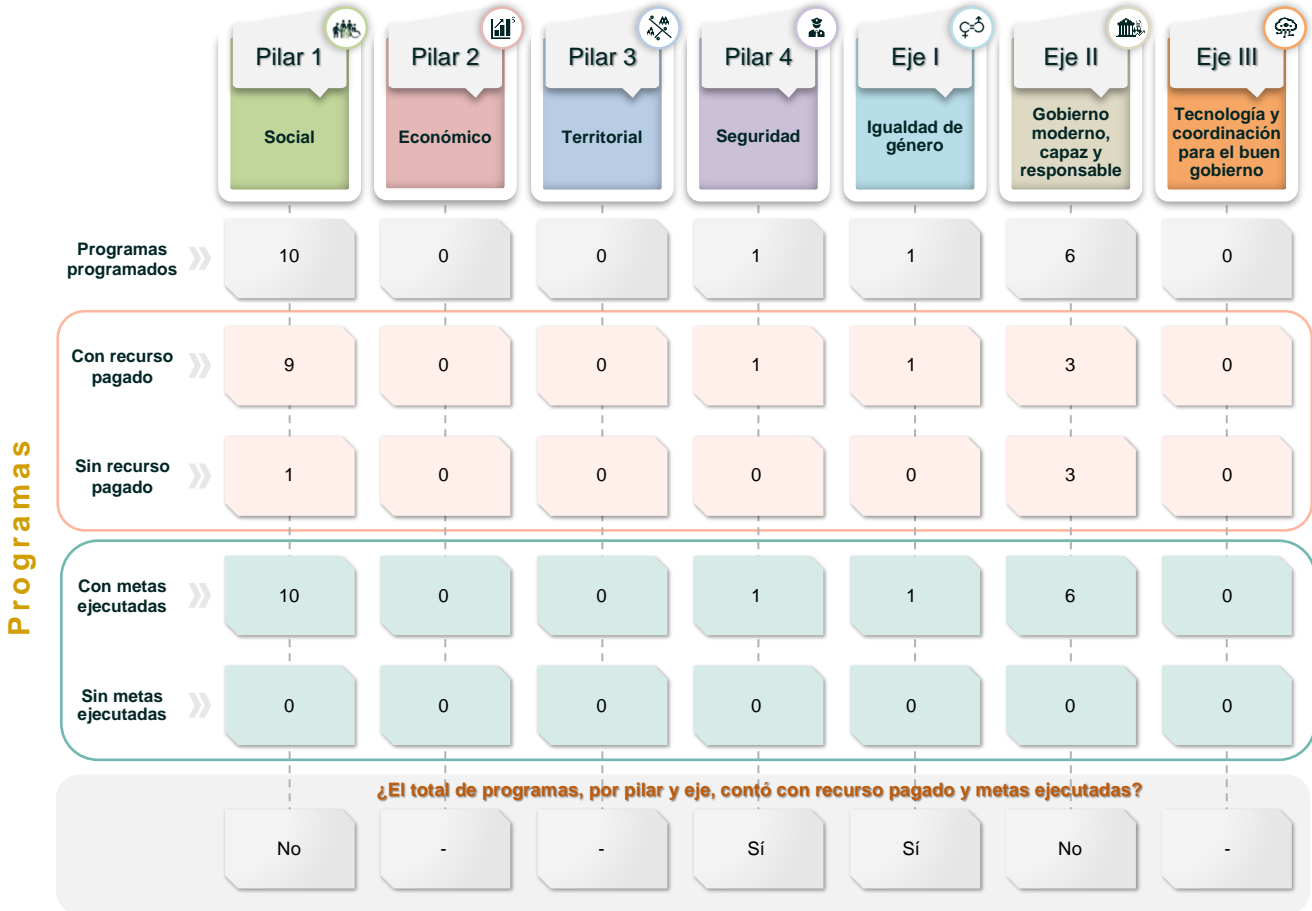 Pilar 1
Pilar 2
Pilar 3
Pilar 4
Eje I
Eje II
Eje III
Social
Económico
Territorial
Seguridad
Igualdad de
género
Gobierno
moderno,
capaz y
responsable
Tecnología y
coordinación
para el buen
gobierno
Programas
Programas
programados
10
0
0
1
1
6
0
Con recurso
pagado
9
0
0
1
1
3
0
Sin recurso
pagado
1
0
0
0
0
3
0
Con metas
ejecutadas
10
0
0
1
1
6
0
Sin metas
ejecutadas
0
0
0
0
0
0
0
¿El total de programas, por pilar y eje, contó con recurso pagado y metas ejecutadas?
No
-
-
Sí
Sí
No
-